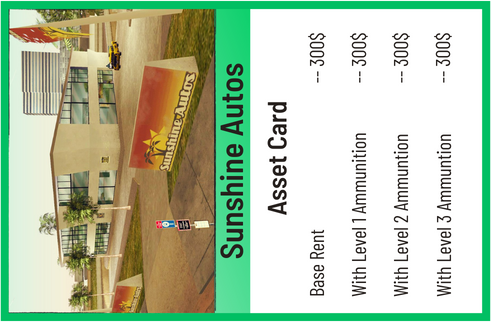 Sunshine Autos
Sunshine Autos
Asset Card
Base Rent -- 300$
With Level 1 Ammunition -- 300$
With Level 2 Ammuntion -- 300$
With Level 3 Ammuntion -- 300$